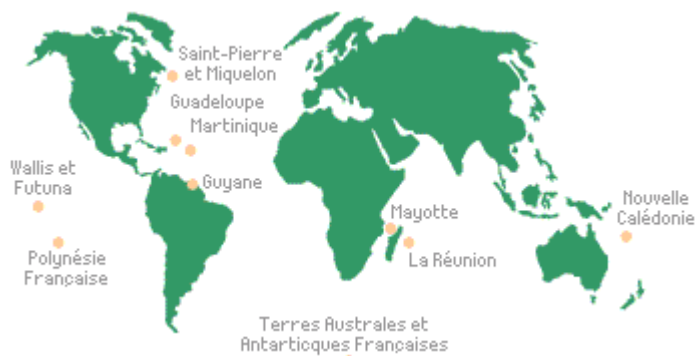 Saint-Pierre
et Miquelon
Guadeloupe
Martinique
Guyane
Wallis et
Futuna
Polynésie
Française
Mayotte
La Réunion
Nouvelle
Calédonie
Terres Australes et
Antarticques Françaises